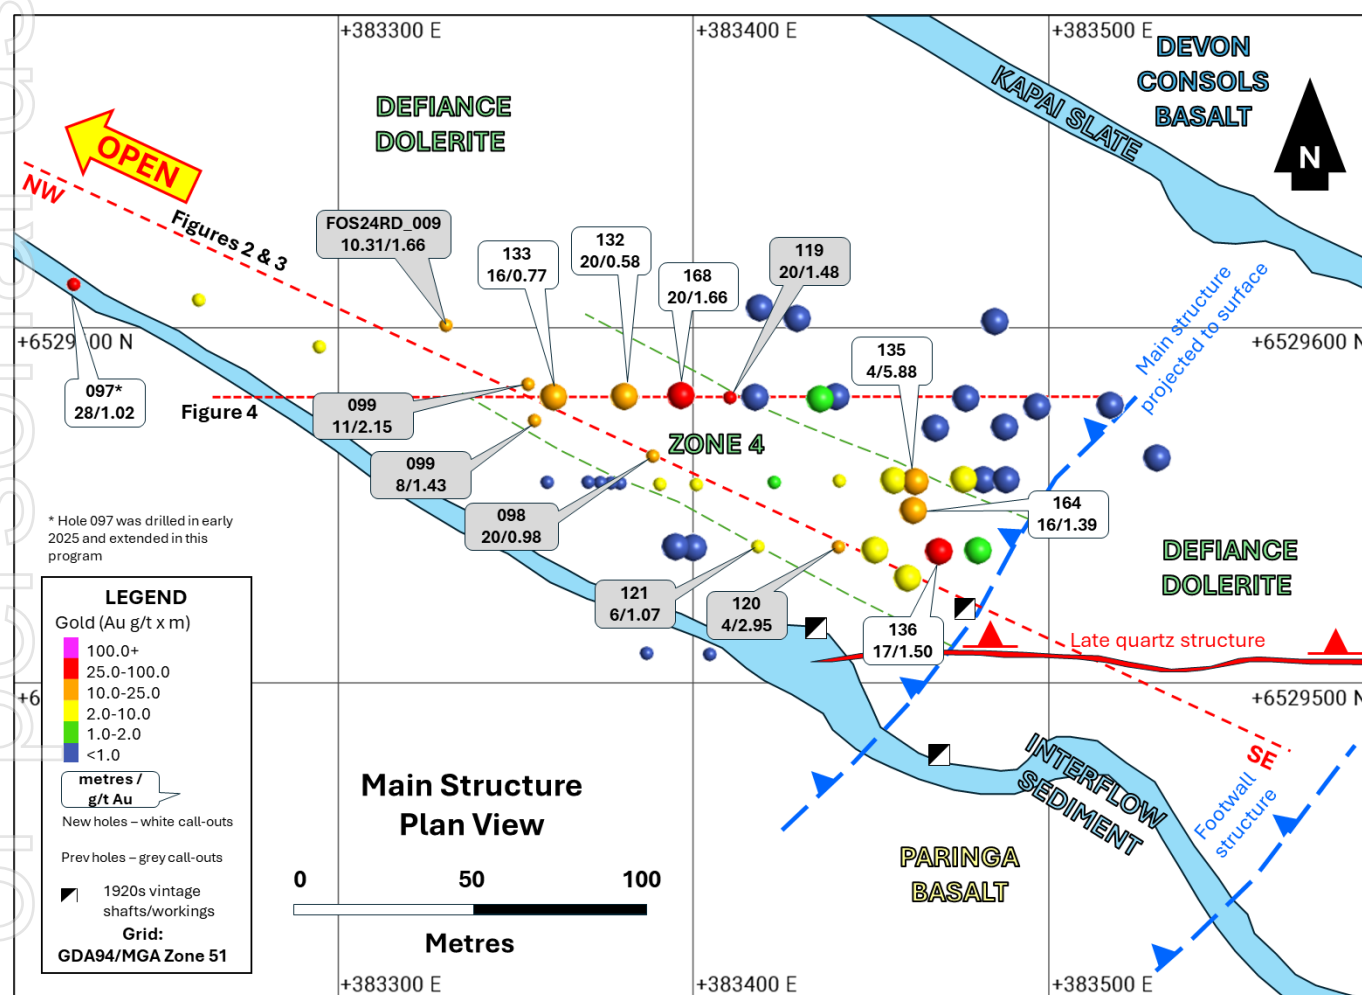 +383300 E
+383400 E
+383500 E
DEVON
CONSOLS
BASALT
KAPAI SLATE
DEFIANCE
DOLERITE
N
OPEN
NW
Figures 2 & 3
FOS24RD_009
10.31/1.66
133
16/0.77
132
20/0.58
168
20/1.66
119
20/1.48
Main structure
projected to surface
+6529600 N
+6529600 N
135
4/5.88
097*
28/1.02
Figure 4
099
11/2.15
ZONE 4
099
8/1.43
098
20/0.98
164
16/1.39
* Hole 097 was drilled in early
2025 and extended in this
program
DEFIANCE
DOLERITE
121
6/1.07
120
4/2.95
136
17/1.50
Late quartz structure
LEGEND
Gold (Au g/t x m)
100.0+
25.0-100.0
10.0-25.0
2.0-10.0
1.0-2.0
<1.0
metres /
g/t Au
New holes – white call-outs
Prev holes – grey call-outs
1920s vintage
shafts/workings
Grid:
GDA94/MGA Zone 51
+6
+6529500 N
SE
INTERFLOW
SEDIMENT
Footwall
structure
Main Structure
Plan View
PARINGA
BASALT
0 50 100
Metres
+383300 E
+383400 E
+383500 E